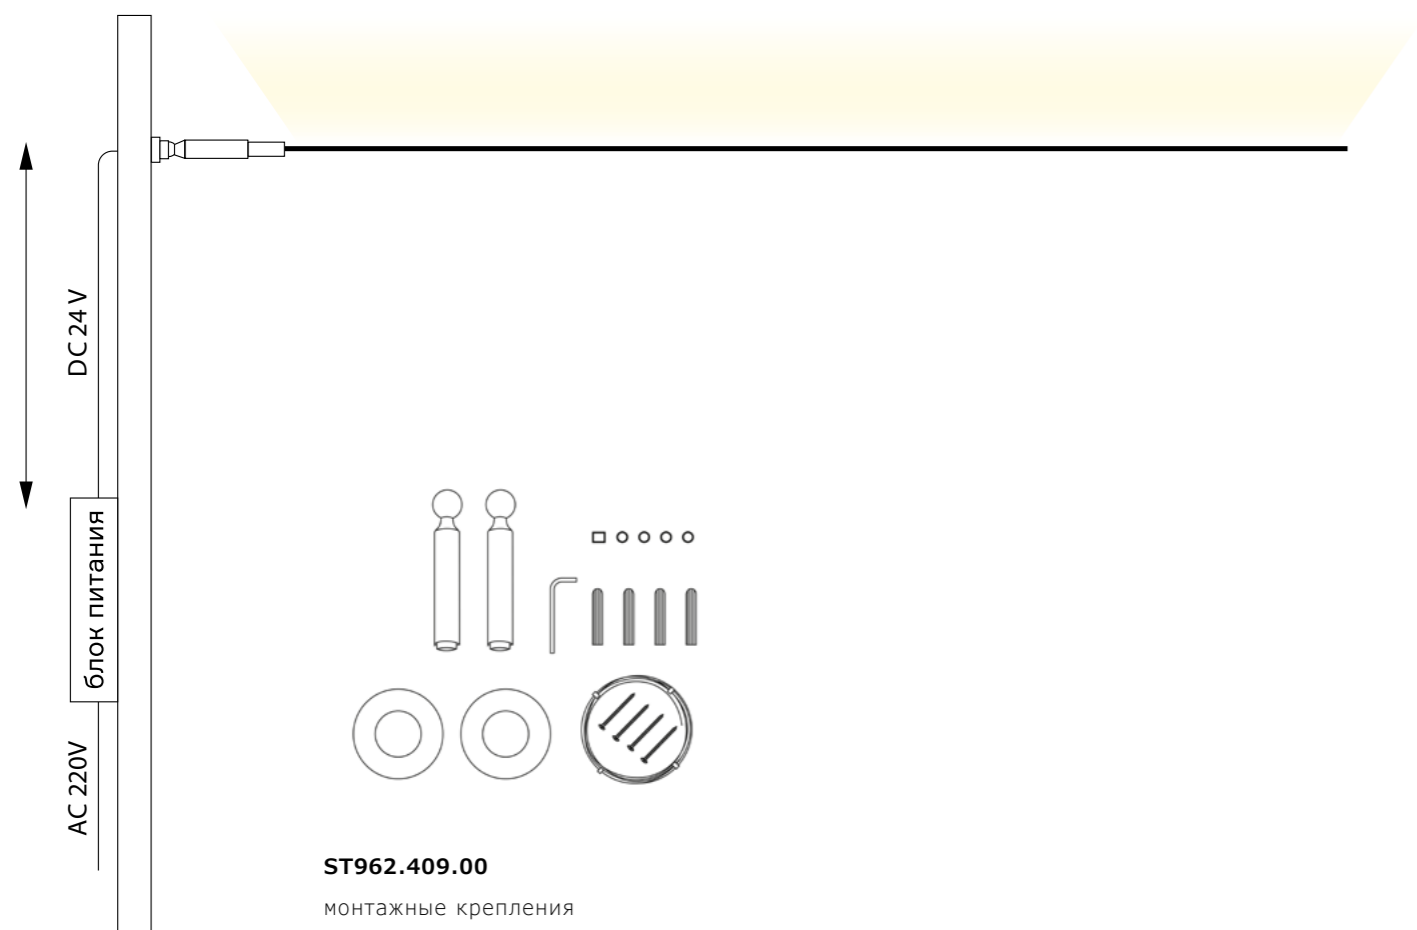 DC 24 V
блок питания
AC 220V
ST962.409.00
монтажные крепления